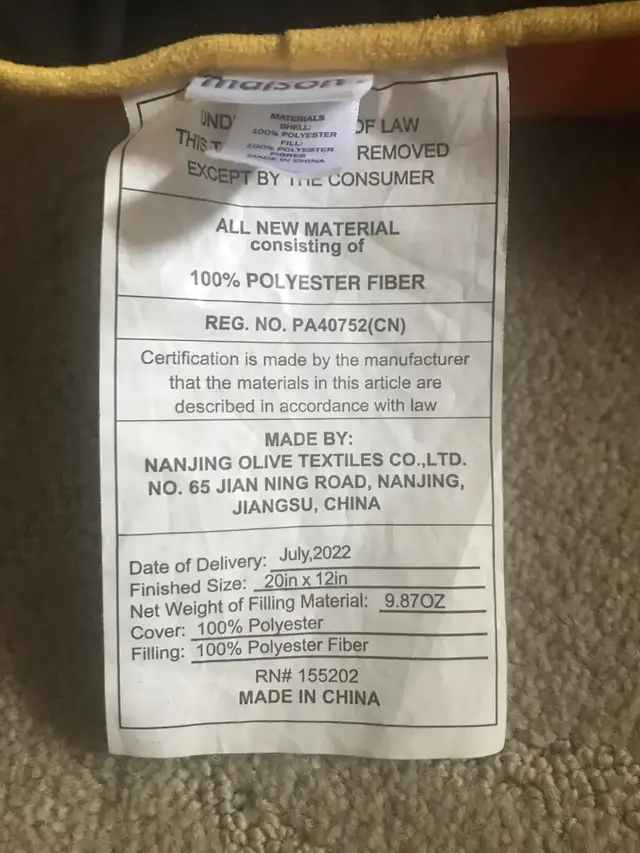 maison
MATERIALS
SHELL:
100% POLYESTER
FILL:
100% POLYESTER
FIBRES
MADE IN CHINA
UND OF LAW
THIS T REMOVED
EXCEPT BY THE CONSUMER
ALL NEW MATERIAL
consisting of
100% POLYESTER FIBER
REG. NO. PA40752(CN)
Certification is made by the manufacturer
that the materials in this article are
described in accordance with law
MADE BY:
NANJING OLIVE TEXTILES CO.,LTD.
NO. 65 JIAN NING ROAD, NANJING,
JIANGSU, CHINA
Date of Delivery: July,2022
Finished Size: 20in x 12in
Net Weight of Filling Material: 9.87OZ
Cover: 100% Polyester
Filling: 100% Polyester Fiber
RN# 155202
MADE IN CHINA